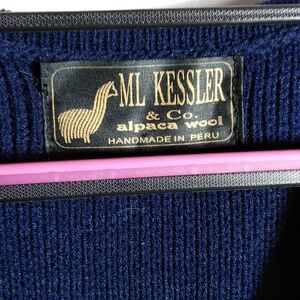 ML KESSLER
& Co.
alpaca wool
HANDMADE IN PERU